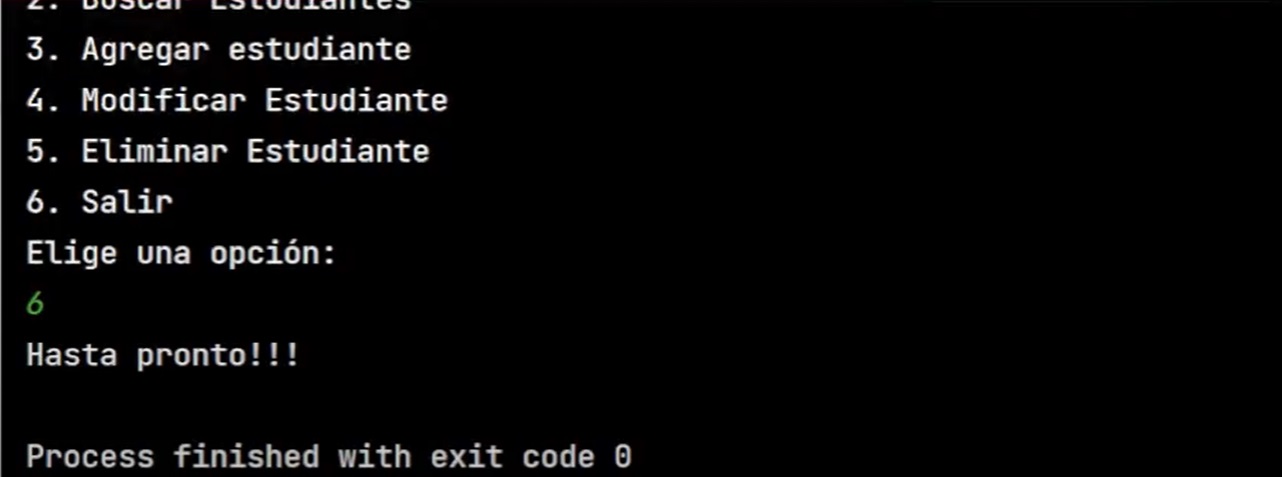 2. Buscar Estudiantes
3. Agregar estudiante
4. Modificar Estudiante
5. Eliminar Estudiante
6. Salir
Elige una opción:
6
Hasta pronto!!!
Process finished with exit code 0